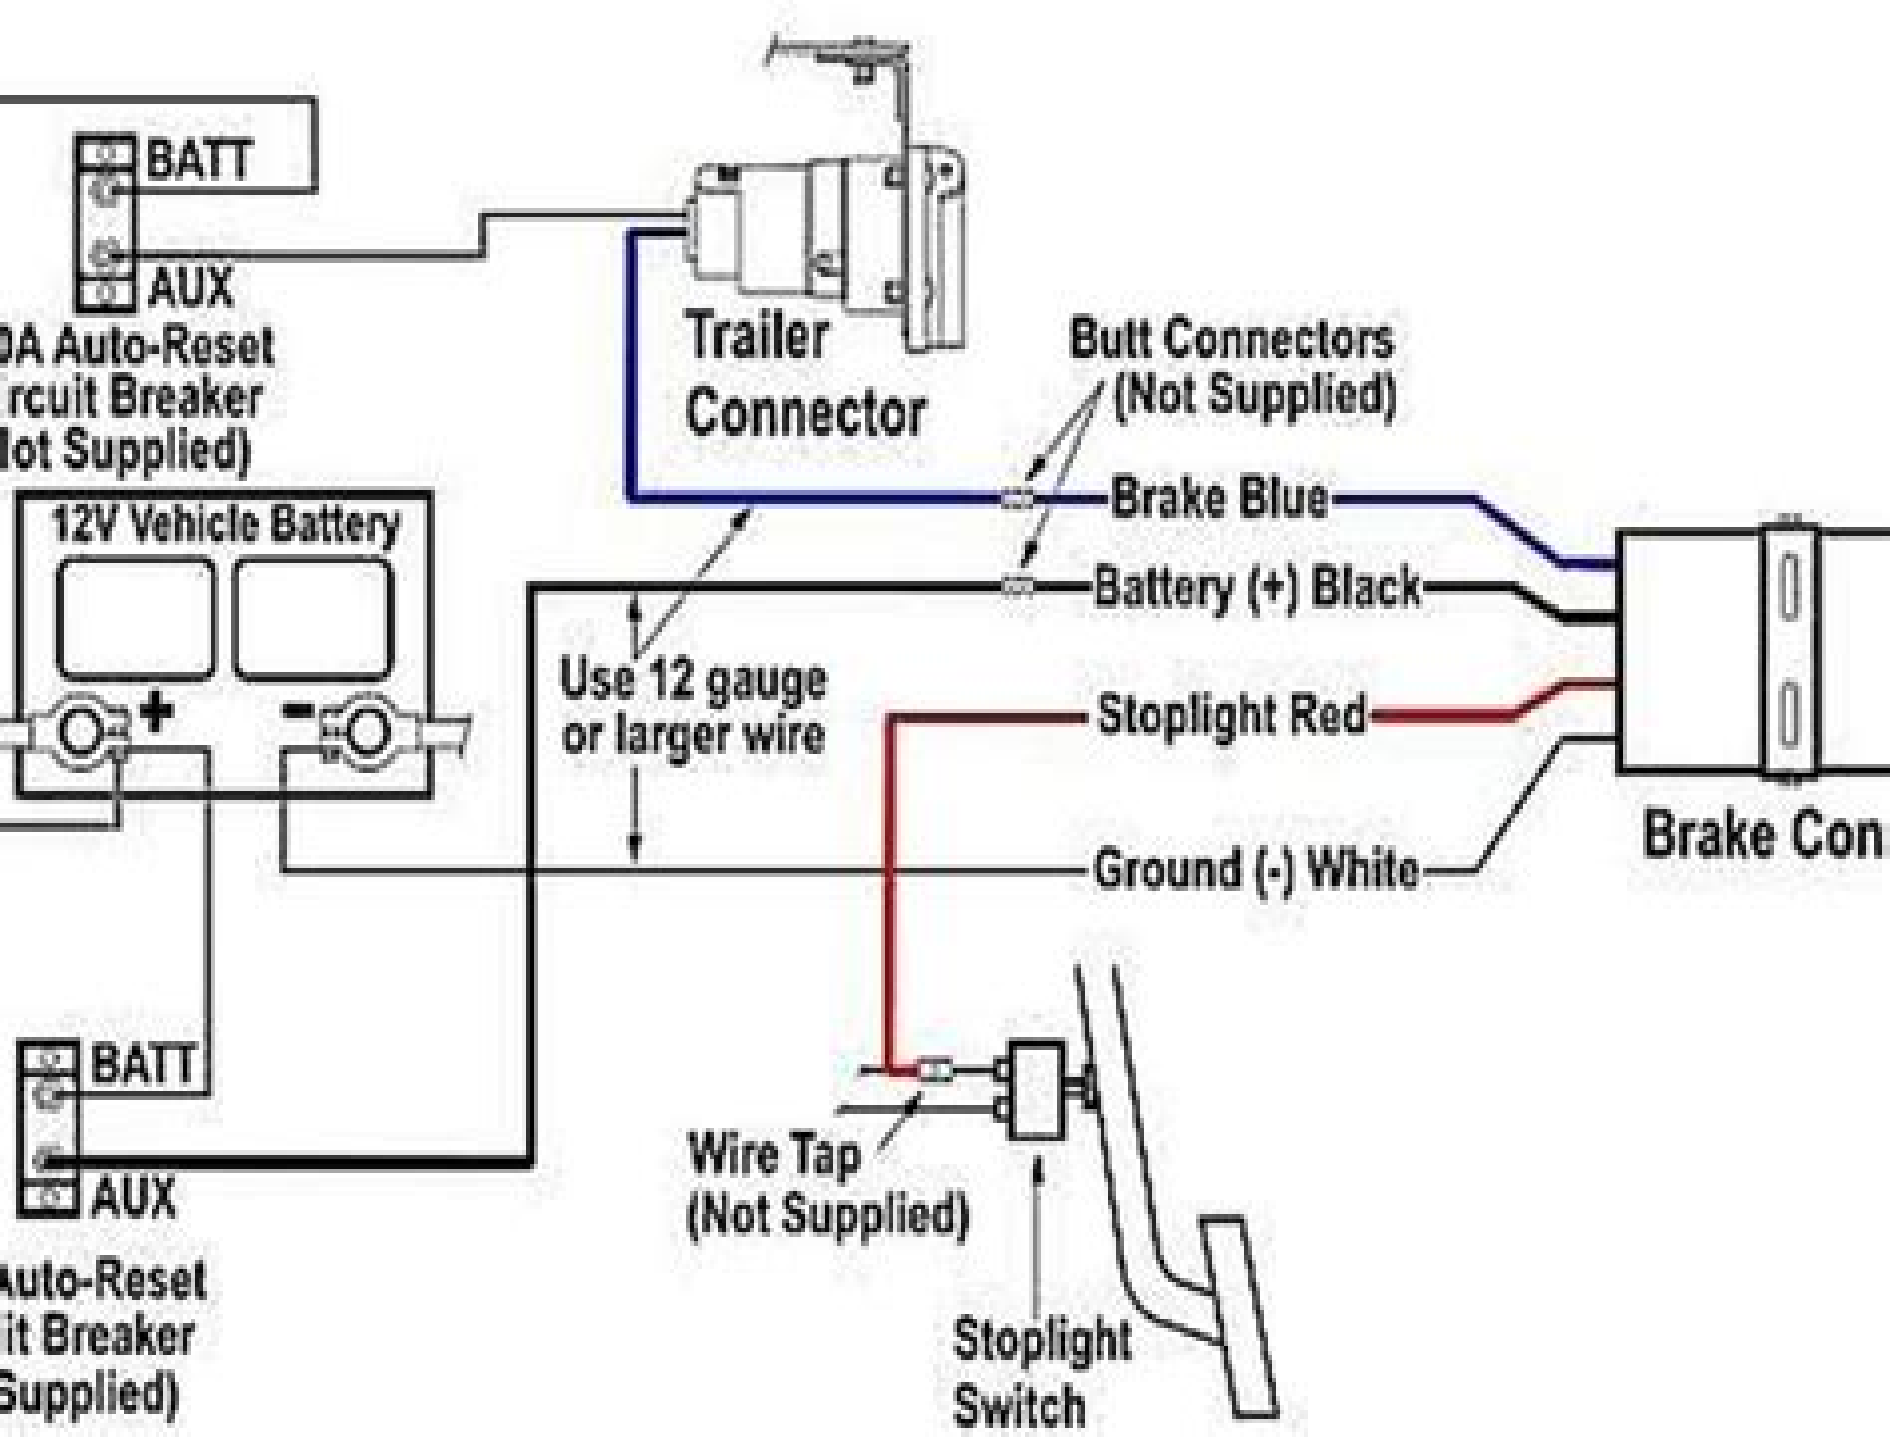 BATT
AUX
0A Auto-Reset
rcuit Breaker
Not Supplied)
12V Vehicle Battery
+
-
Trailer
Connector
Butt Connectors
(Not Supplied)
Brake Blue
Battery (+) Black
Use 12 gauge
or larger wire
Stoplight Red
Ground (-) White
Brake Con
BATT
AUX
Auto-Reset
it Breaker
Supplied)
Wire Tap
(Not Supplied)
Stoplight
Switch